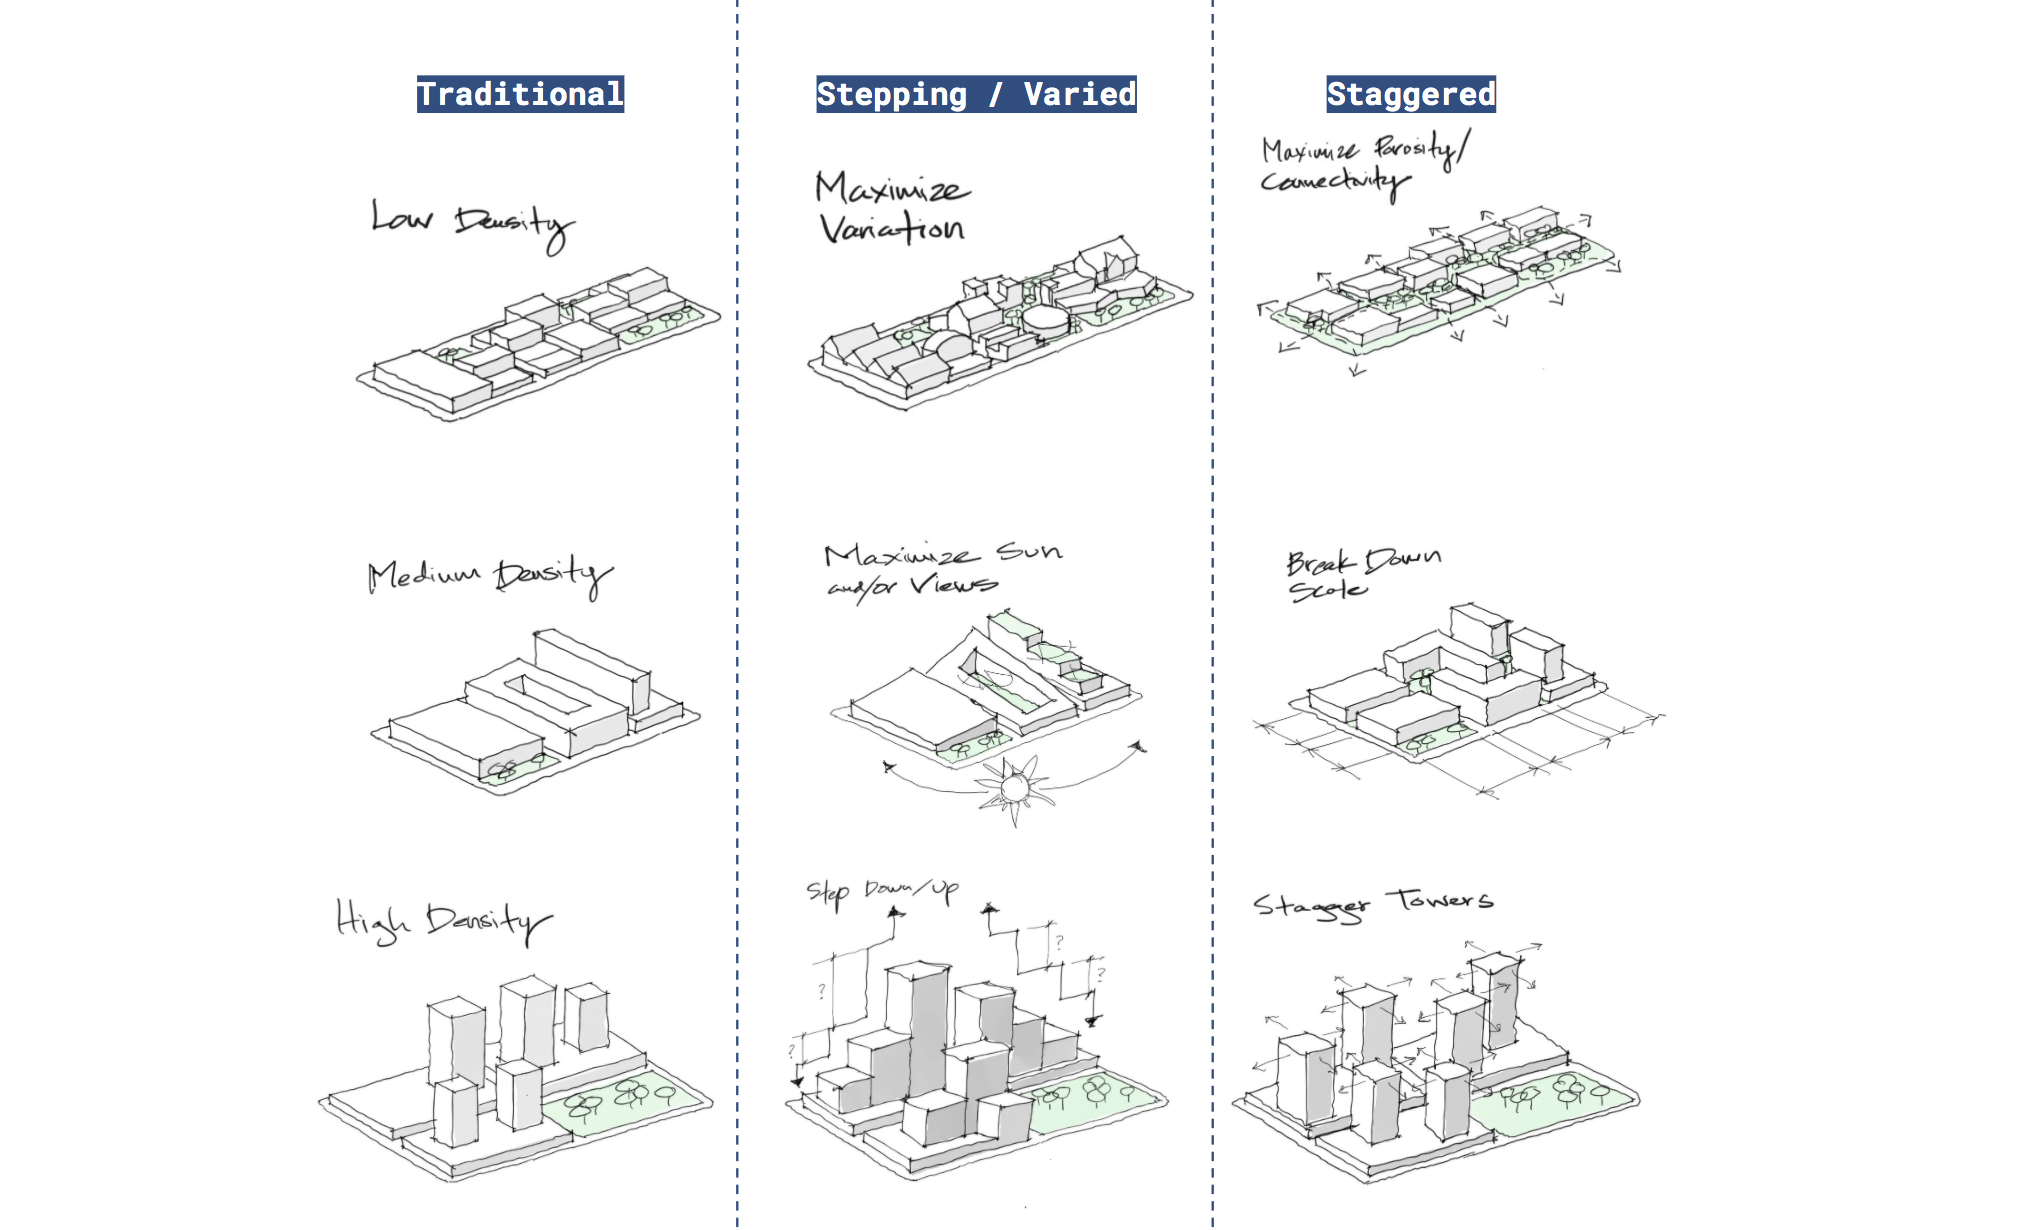 Traditional
Stepping / Varied
Staggered
Low Density
Maximize
Variation
Maximize Porosity/
Connectivity
Medium Density
Maximize Sun
and/or Views
Break Down
Scale
High Density
Step Down/Up
?
?
?
?
Stagger Towers